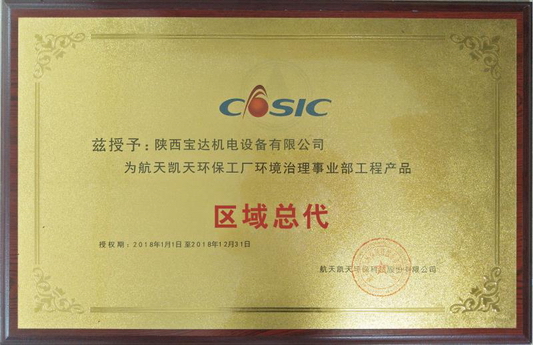 CASIC
兹授予：陕西宝达机电设备有限公司
为航天凯天环保工厂环境治理事业部工程产品
区域总代
授权期：2018年1月1日至2018年12月31日
航天凯天环保科技股份有限公司